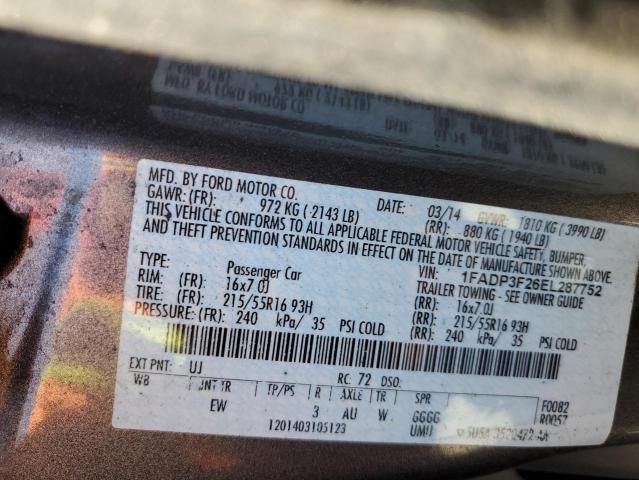 MFD. BY FORD MOTOR CO.
DATE: 03/14 GVWR: 1810 KG ( 3990 LB)
GAWR: (FR): 972 KG ( 2143 LB) (RR): 880 KG ( 1940 LB)
THIS VEHICLE CONFORMS TO ALL APPLICABLE FEDERAL MOTOR VEHICLE SAFETY, BUMPER,
AND THEFT PREVENTION STANDARDS IN EFFECT ON THE DATE OF MANUFACTURE SHOWN ABOVE.
VIN: 1FADP3F26EL287752
TYPE: Passenger Car TRAILER TOWING - SEE OWNER GUIDE
RIM: (FR): 16x7.0J (RR): 16x7.0J
TIRE: (FR): 215/55R16 93H (RR): 215/55R16 93H
PRESSURE: (FR): 240 kPa/ 35 PSI COLD (RR): 240 kPa/ 35 PSI COLD
EXT PNT: UJ RC: 72 DSO:
WB INT TR TP/PS R AXLE TR SPR F0082
EW 3 AU W GGGG R0057
1201403105123 UMIJ